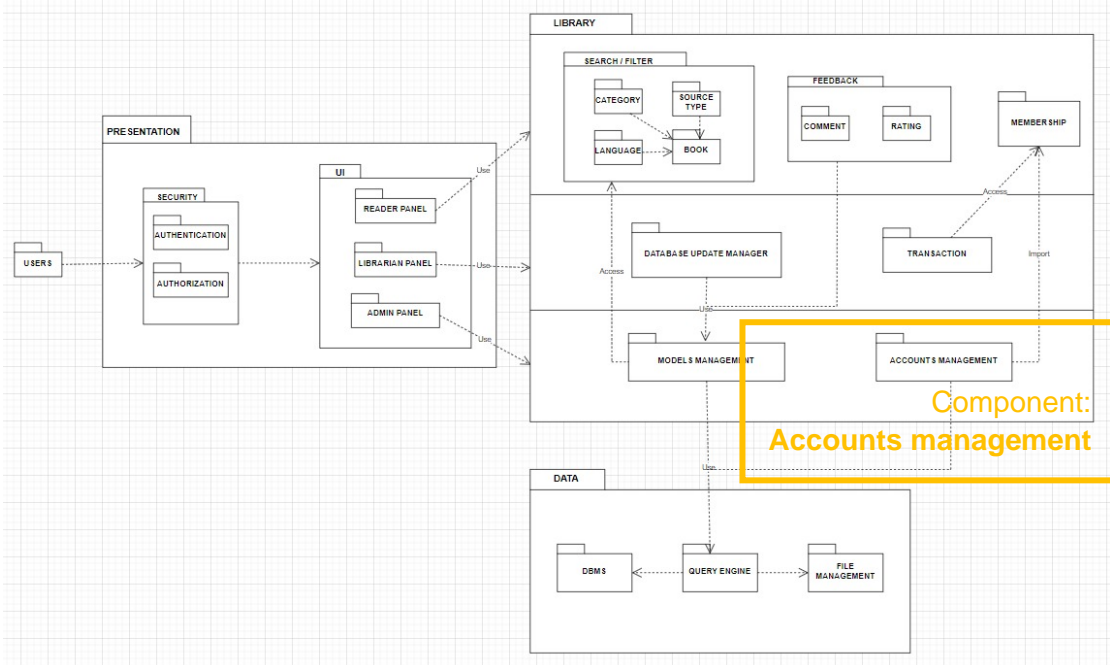 LIBRARY
SEARCH / FILTER
CATEGORY
SOURCE
TYPE
LANGUAGE
BOOK
FEEDBACK
COMMENT
RATING
MEMBERSHIP
PRESENTATION
SECURITY
AUTHENTICATION
AUTHORIZATION
USERS
UI
READER PANEL
LIBRARIAN PANEL
ADMIN PANEL
Use
Use
Use
DATABASE UPDATE MANAGER
TRANSACTION
Access
Access
Import
Use
MODELS MANAGEMENT
ACCOUNTS MANAGEMENT
Component:
Accounts management
Use
DATA
DBMS
QUERY ENGINE
FILE
MANAGEMENT